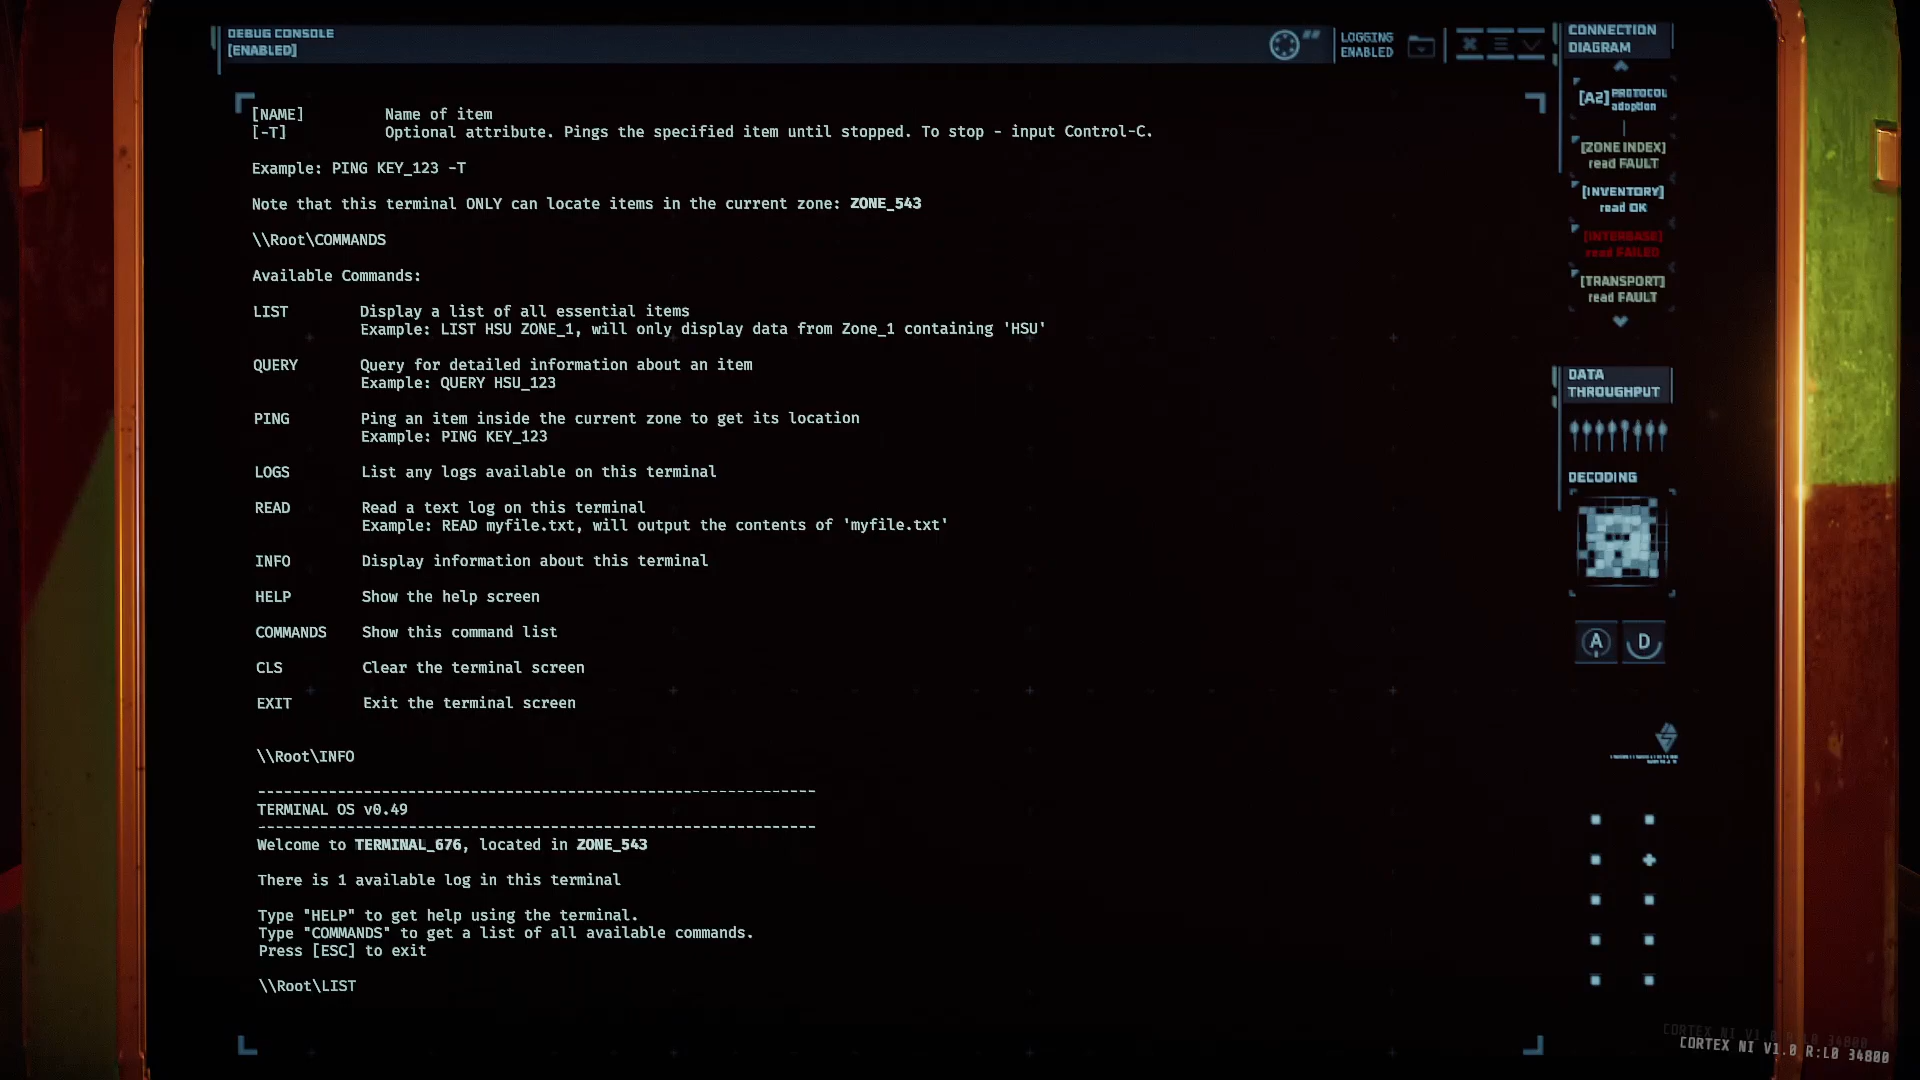 DEBUG CONSOLE
[ENABLED]
LOGGING
ENABLED
[NAME] Name of item
[-T] Optional attribute. Pings the specified item until stopped. To stop - input Control-C.
Example: PING KEY_123 -T
Note that this terminal ONLY can locate items in the current zone: ZONE_543
\\Root\COMMANDS
Available Commands:
LIST Display a list of all essential items
Example: LIST HSU ZONE_1, will only display data from Zone_1 containing 'HSU'
QUERY Query for detailed information about an item
Example: QUERY HSU_123
PING Ping an item inside the current zone to get its location
Example: PING KEY_123
LOGS List any logs available on this terminal
READ Read a text log on this terminal
Example: READ myfile.txt, will output the contents of 'myfile.txt'
INFO Display information about this terminal
HELP Show the help screen
COMMANDS Show this command list
CLS Clear the terminal screen
EXIT Exit the terminal screen
\\Root\INFO
---------------------------------------------------------------
TERMINAL OS v0.49
---------------------------------------------------------------
Welcome to TERMINAL_676, located in ZONE_543
There is 1 available log in this terminal
Type "HELP" to get help using the terminal.
Type "COMMANDS" to get a list of all available commands.
Press [ESC] to exit
\\Root\LIST
CONNECTION
DIAGRAM
[A2] PROTOCOL
adoption
[ZONE INDEX]
read FAULT
[INVENTORY]
read OK
[INTERBASE]
read FAILED
[TRANSPORT]
read FAULT
DATA
THROUGHPUT
DECODING
A D
CORTEX NI V1.0 R:L0 34800